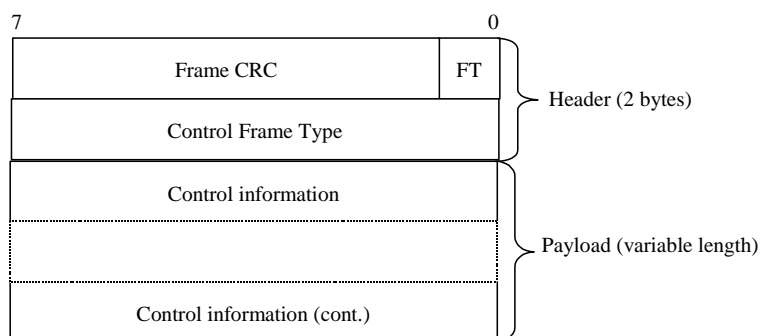 7 0
Frame CRC FT
Header (2 bytes)
Control Frame Type
Control information
Payload (variable length)
Control information (cont.)